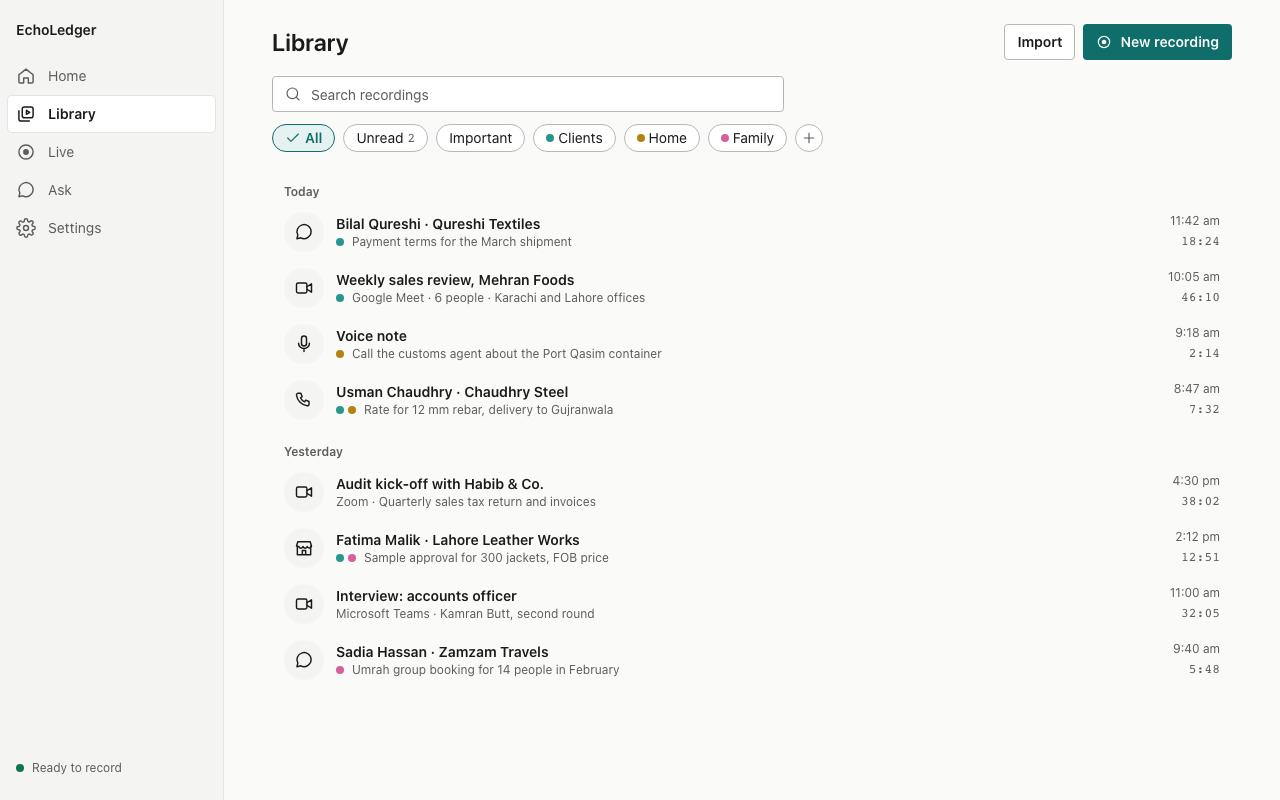 EchoLedger
Home
Library
Live
Ask
Settings
Ready to record
Library
Import
New recording
Search recordings
All
Unread 2
Important
Clients
Home
Family
Today
Bilal Qureshi · Qureshi Textiles
11:42 am
Payment terms for the March shipment
18:24
Weekly sales review, Mehran Foods
10:05 am
Google Meet · 6 people · Karachi and Lahore offices
46:10
Voice note
9:18 am
Call the customs agent about the Port Qasim container
2:14
Usman Chaudhry · Chaudhry Steel
8:47 am
Rate for 12 mm rebar, delivery to Gujranwala
7:32
Yesterday
Audit kick-off with Habib & Co.
4:30 pm
Zoom · Quarterly sales tax return and invoices
38:02
Fatima Malik · Lahore Leather Works
2:12 pm
Sample approval for 300 jackets, FOB price
12:51
Interview: accounts officer
11:00 am
Microsoft Teams · Kamran Butt, second round
32:05
Sadia Hassan · Zamzam Travels
9:40 am
Umrah group booking for 14 people in February
5:48